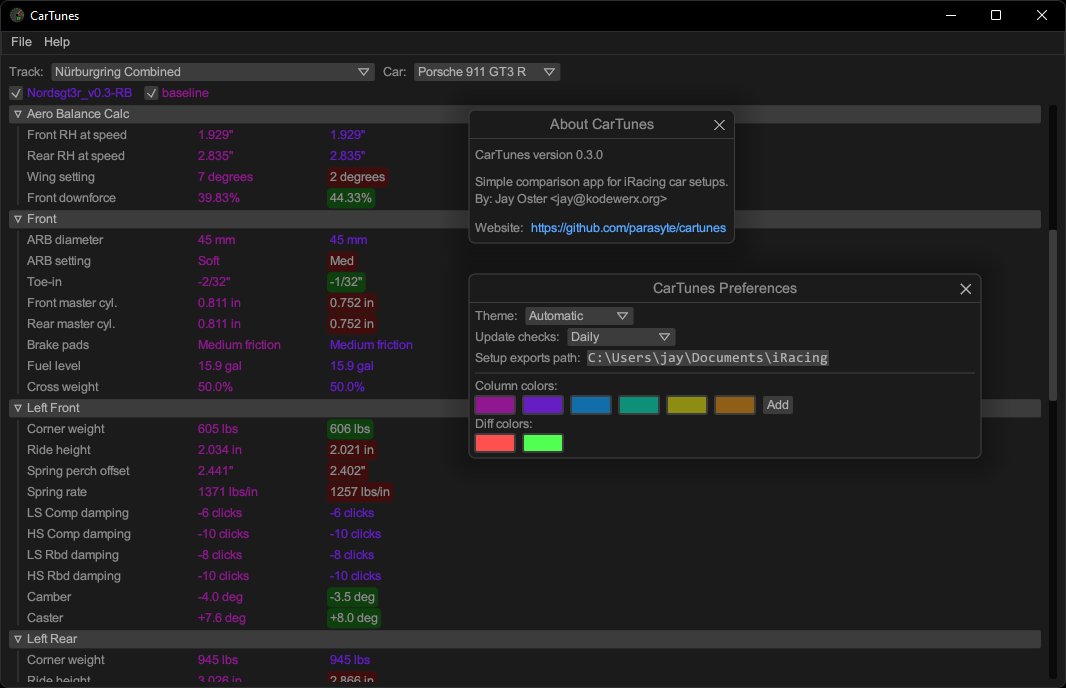 CarTunes
File Help
Track: Nürburgring Combined Car: Porsche 911 GT3 R
Nordsgt3r_v0.3-RB baseline
Aero Balance Calc
Front RH at speed 1.929" 1.929"
Rear RH at speed 2.835" 2.835"
Wing setting 7 degrees 2 degrees
Front downforce 39.83% 44.33%
Front
ARB diameter 45 mm 45 mm
ARB setting Soft Med
Toe-in -2/32" -1/32"
Front master cyl. 0.811 in 0.752 in
Rear master cyl. 0.811 in 0.752 in
Brake pads Medium friction Medium friction
Fuel level 15.9 gal 15.9 gal
Cross weight 50.0% 50.0%
Left Front
Corner weight 605 lbs 606 lbs
Ride height 2.034 in 2.021 in
Spring perch offset 2.441" 2.402"
Spring rate 1371 lbs/in 1257 lbs/in
LS Comp damping -6 clicks -6 clicks
HS Comp damping -10 clicks -10 clicks
LS Rbd damping -8 clicks -8 clicks
HS Rbd damping -10 clicks -10 clicks
Camber -4.0 deg -3.5 deg
Caster +7.6 deg +8.0 deg
Left Rear
Corner weight 945 lbs 945 lbs
Ride height 3.026 in 2.866 in
About CarTunes
CarTunes version 0.3.0
Simple comparison app for iRacing car setups.
By: Jay Oster <jay@kodewerx.org>
Website: https://github.com/parasyte/cartunes
CarTunes Preferences
Theme: Automatic
Update checks: Daily
Setup exports path: C:\Users\jay\Documents\iRacing
Column colors:
Add
Diff colors: